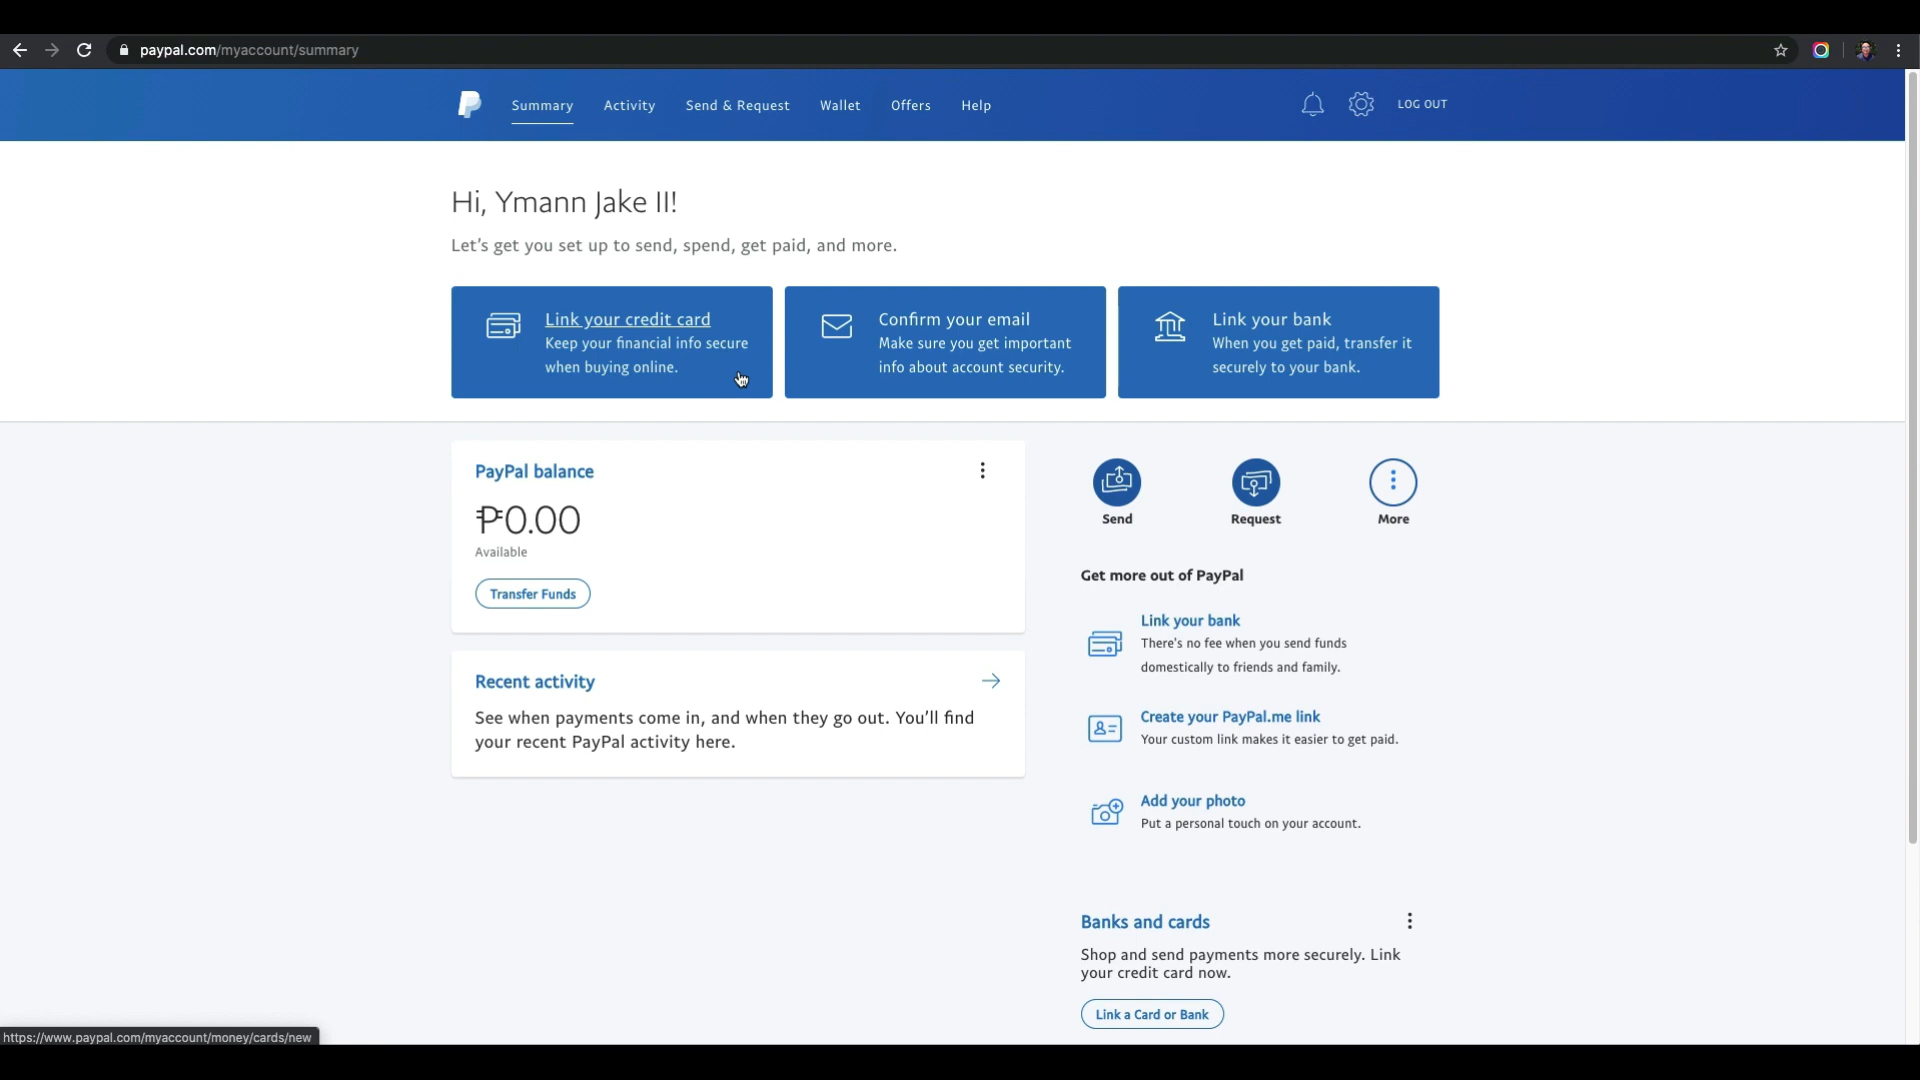 paypal.com/myaccount/summary
Summary Activity Send & Request Wallet Offers Help LOG OUT
Hi, Ymann Jake II!
Let's get you set up to send, spend, get paid, and more.
Link your credit card
Keep your financial info secure
when buying online.
Confirm your email
Make sure you get important
info about account security.
Link your bank
When you get paid, transfer it
securely to your bank.
PayPal balance
₱0.00
Available
Transfer Funds
Recent activity
See when payments come in, and when they go out. You'll find
your recent PayPal activity here.
Send
Request
More
Get more out of PayPal
Link your bank
There's no fee when you send funds
domestically to friends and family.
Create your PayPal.me link
Your custom link makes it easier to get paid.
Add your photo
Put a personal touch on your account.
Banks and cards
Shop and send payments more securely. Link
your credit card now.
Link a Card or Bank
https://www.paypal.com/myaccount/money/cards/new